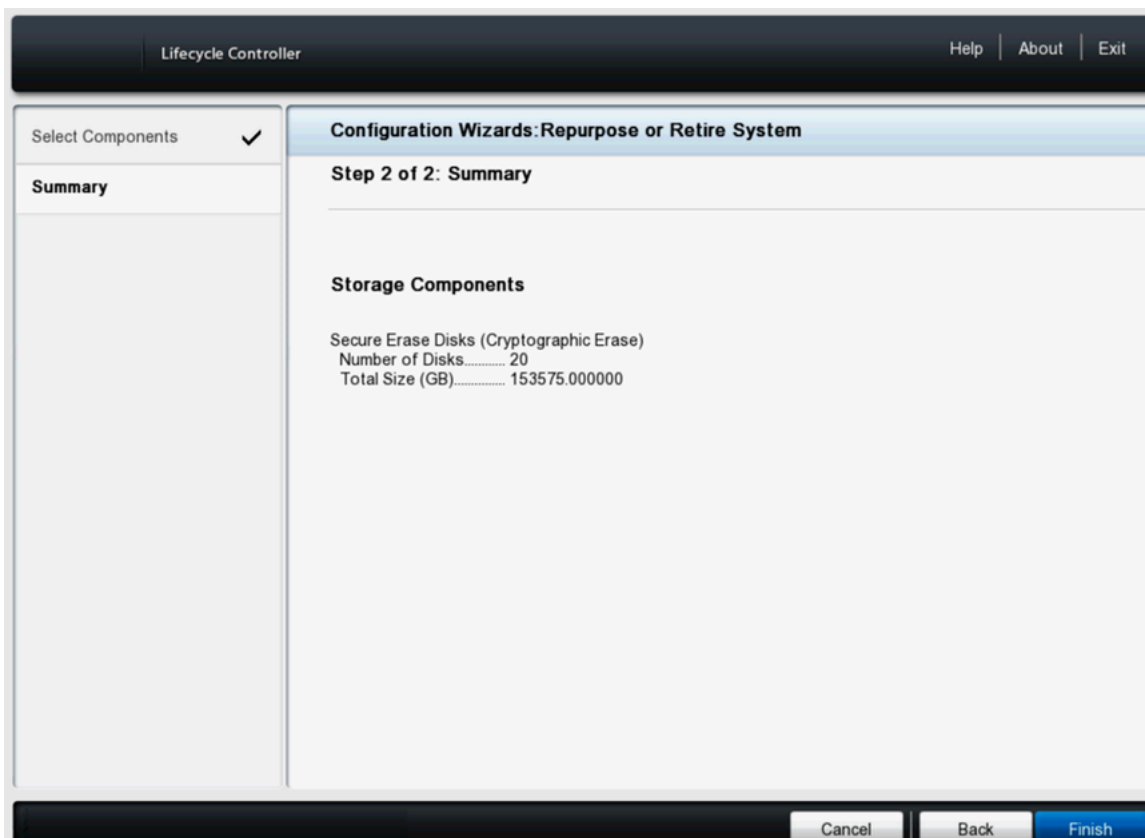 Lifecycle Controller
Help | About | Exit
Select Components
Summary
Configuration Wizards:Repurpose or Retire System
Step 2 of 2: Summary
Storage Components
Secure Erase Disks (Cryptographic Erase)
Number of Disks............ 20
Total Size (GB)............... 153575.000000
Cancel
Back
Finish